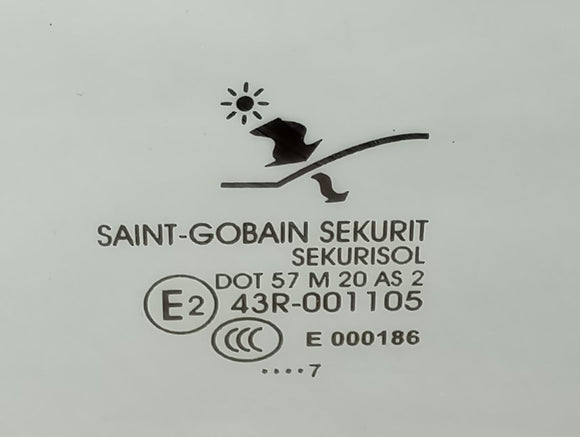 SAINT-GOBAIN SEKURIT
SEKURISOL
DOT 57 M 20 AS 2
E2 43R-001105
CCC E 000186
....7